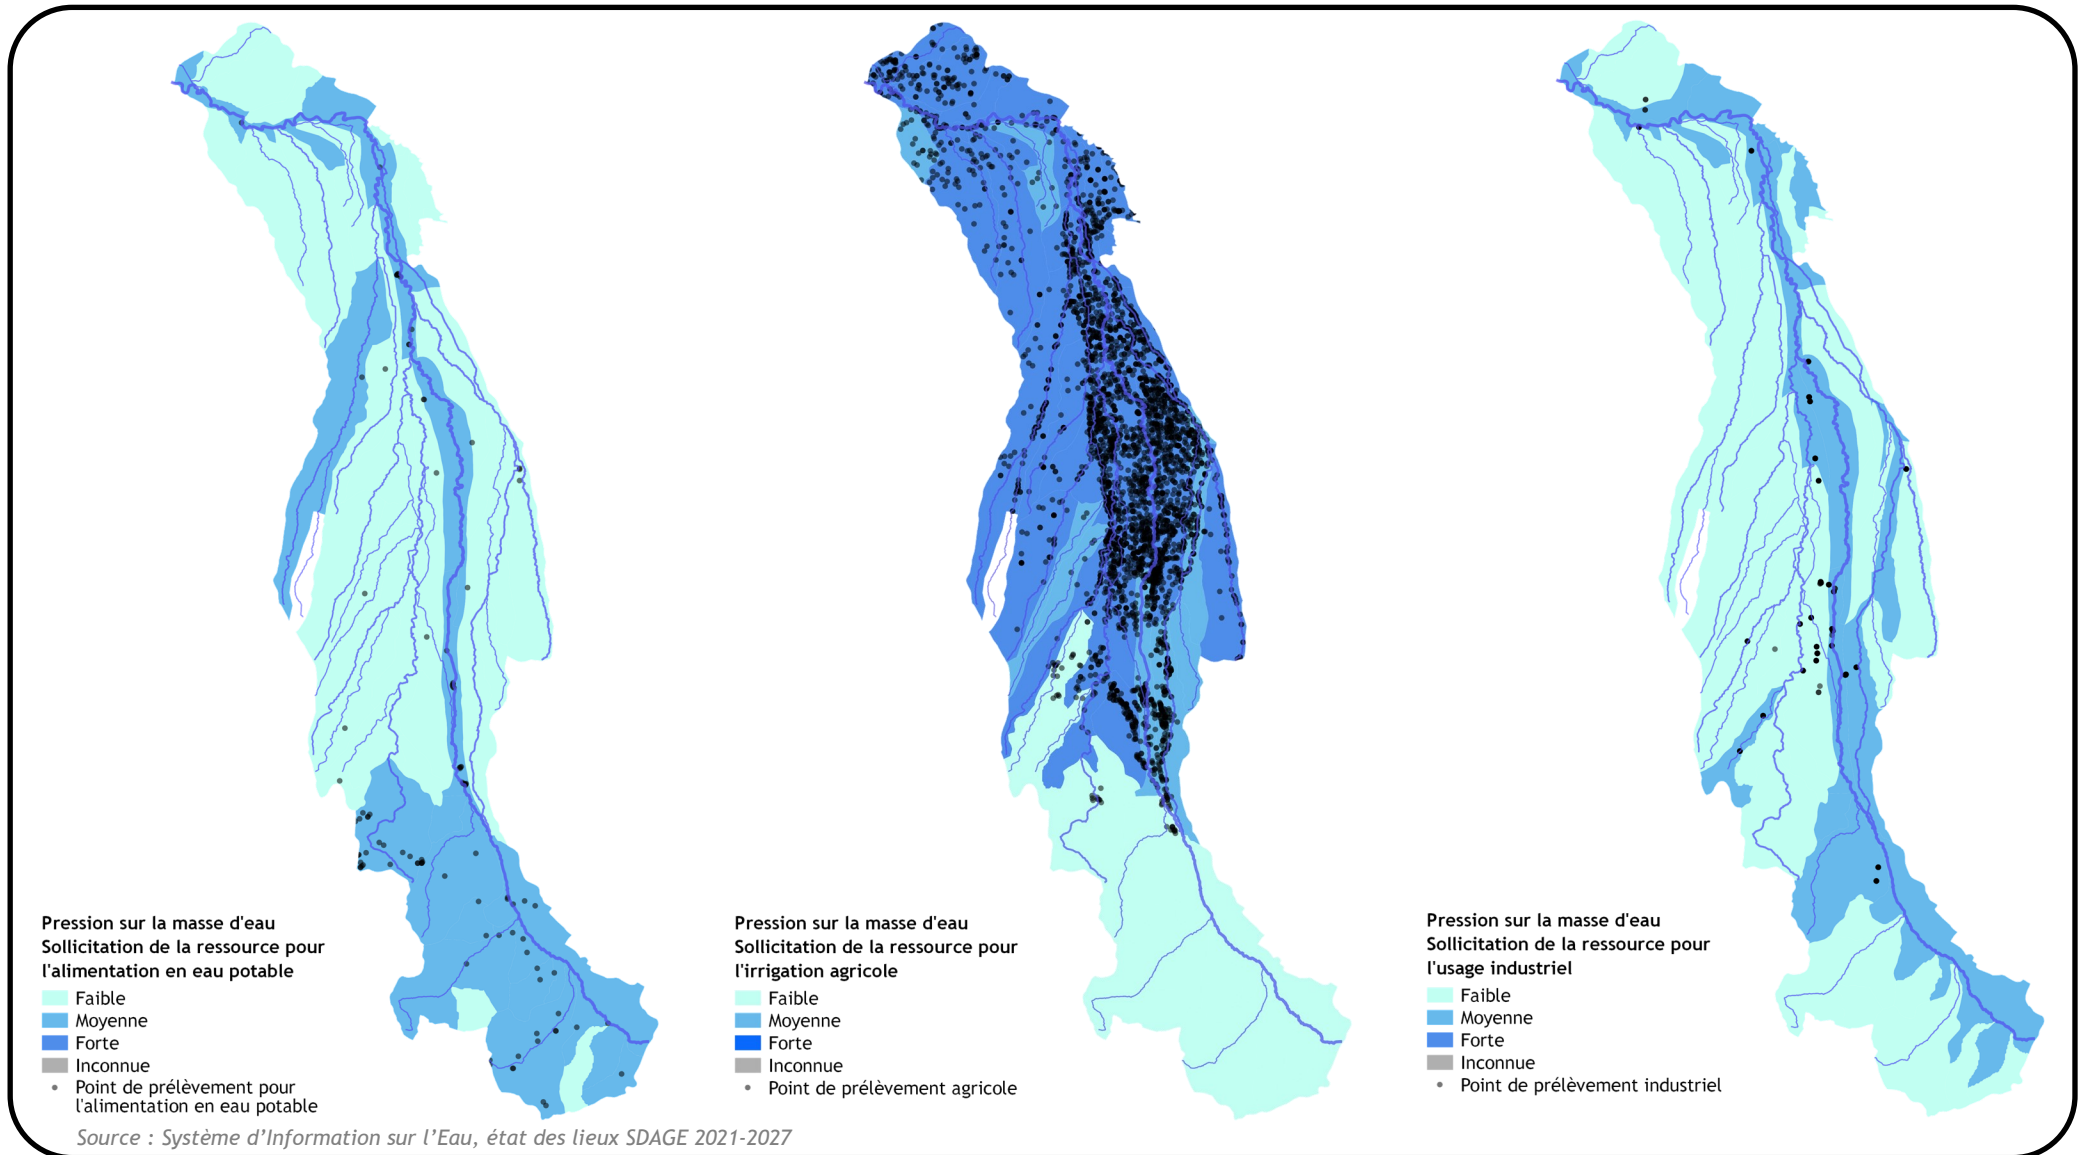 Pression sur la masse d'eau
Sollicitation de la ressource pour
l'alimentation en eau potable
Faible
Moyenne
Forte
Inconnue
Point de prélèvement pour
l'alimentation en eau potable
Pression sur la masse d'eau
Sollicitation de la ressource pour
l'irrigation agricole
Faible
Moyenne
Forte
Inconnue
Point de prélèvement agricole
Pression sur la masse d'eau
Sollicitation de la ressource pour
l'usage industriel
Faible
Moyenne
Forte
Inconnue
Point de prélèvement industriel
Source : Système d’Information sur l’Eau, état des lieux SDAGE 2021-2027